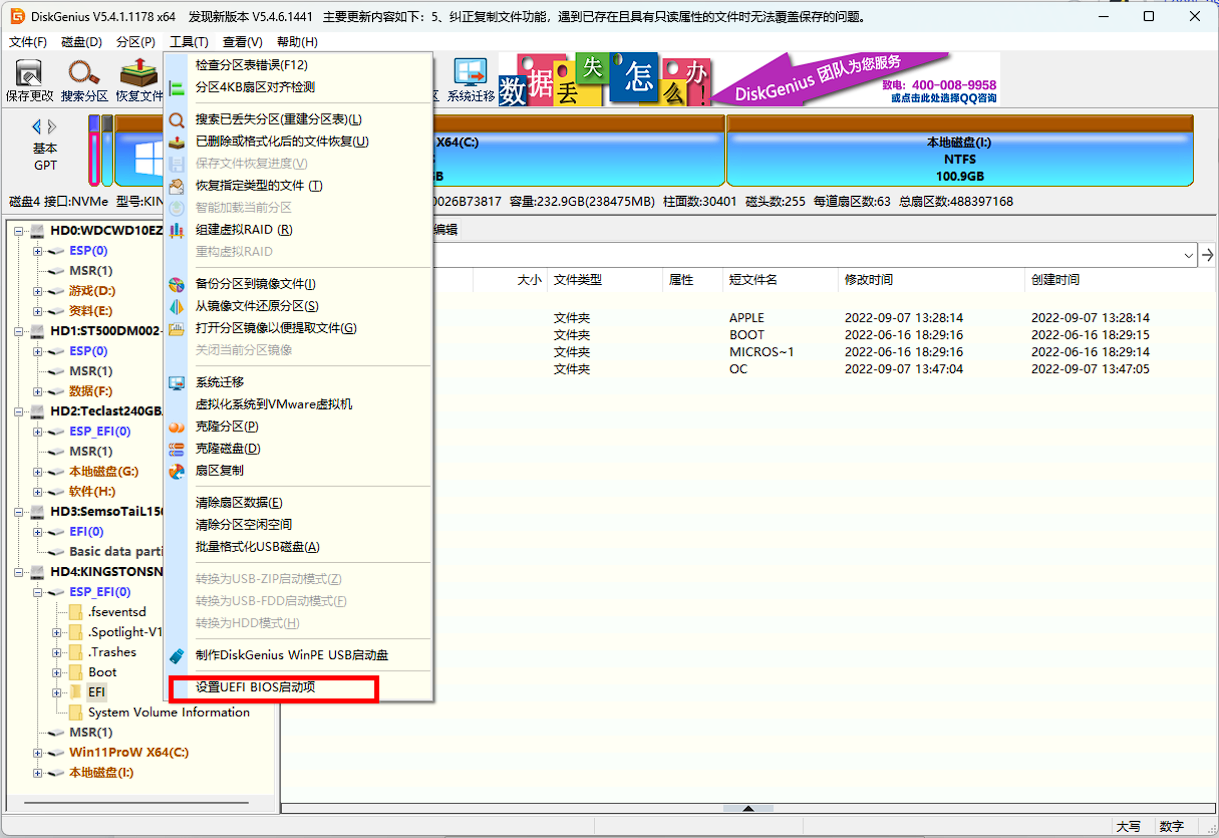 DiskGenius V5.4.1.1178 x64 发现新版本 V5.4.6.1441 主要更新内容如下：5、纠正复制文件功能，遇到已存在且具有只读属性的文件时无法覆盖保存的问题。
文件(F) 磁盘(D) 分区(P) 工具(T) 查看(V) 帮助(H)
保存更改 搜索分区 恢复文件
系统迁移
数据丢失怎么办!
DiskGenius 团队为您服务
致电：400-008-9958
或点击此处选择QQ咨询
基本
GPT
X64(C:)
本地磁盘(I:)
NTFS
100.9GB
磁盘4 接口:NVMe 型号:KIN
0026B73817 容量:232.9GB(238475MB) 柱面数:30401 磁头数:255 每道扇区数:63 总扇区数:488397168
检查分区表错误(F12)
分区4KB扇区对齐检测
搜索已丢失分区(重建分区表)(L)
已删除或格式化后的文件恢复(U)
保存文件恢复进度(V)
恢复指定类型的文件 (T)
智能加载当前分区
组建虚拟RAID (R)
重构虚拟RAID
备份分区到镜像文件(I)
从镜像文件还原分区(S)
打开分区镜像以便提取文件(G)
关闭当前分区镜像
系统迁移
虚拟化系统到VMware虚拟机
克隆分区(P)
克隆磁盘(D)
扇区复制
清除扇区数据(E)
清除分区空闲空间
批量格式化USB磁盘(A)
转换为USB-ZIP启动模式(Z)
转换为USB-FDD启动模式(F)
转换为HDD模式(H)
制作DiskGenius WinPE USB启动盘
设置UEFI BIOS启动项
HD0:WDCWD10EZ
ESP(0)
MSR(1)
游戏(D:)
资料(E:)
HD1:ST500DM002-
ESP(0)
MSR(1)
数据(F:)
HD2:Teclast240GB
ESP_EFI(0)
MSR(1)
本地磁盘(G:)
软件(H:)
HD3:SemsoTaiL150
EFI(0)
Basic data parti
HD4:KINGSTONSN
ESP_EFI(0)
.fseventsd
.Spotlight-V1
.Trashes
Boot
EFI
System Volume Information
MSR(1)
Win11ProW X64(C:)
本地磁盘(I:)
编辑
大小 文件类型 属性 短文件名 修改时间 创建时间
文件夹 APPLE 2022-09-07 13:28:14 2022-09-07 13:28:14
文件夹 BOOT 2022-06-16 18:29:16 2022-06-16 18:29:15
文件夹 MICROS~1 2022-06-16 18:29:16 2022-06-16 18:29:14
文件夹 OC 2022-09-07 13:47:04 2022-09-07 13:47:05
大写 数字